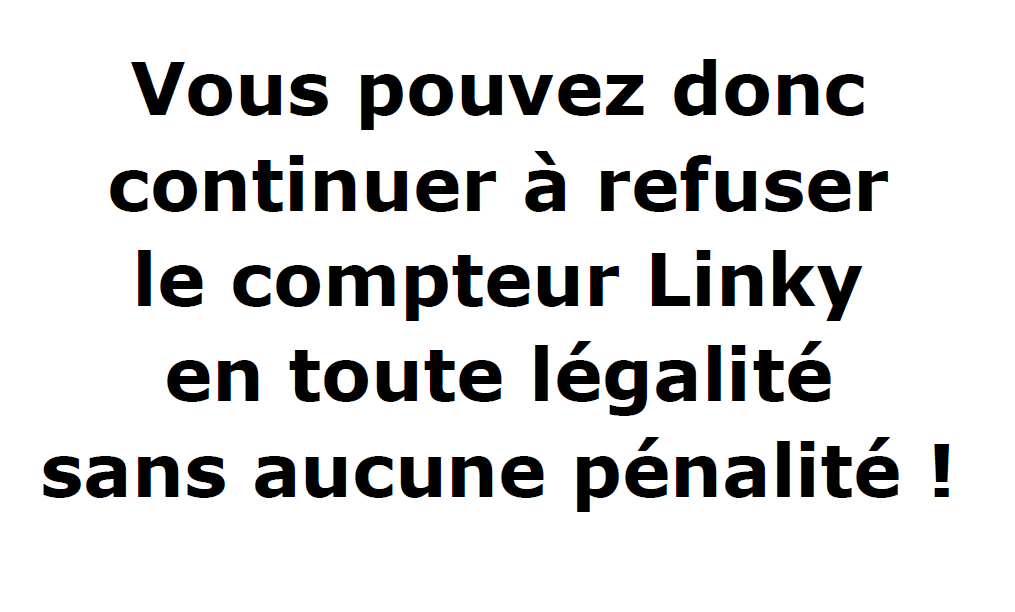 Vous pouvez donc
continuer à refuser
le compteur Linky
en toute légalité
sans aucune pénalité !